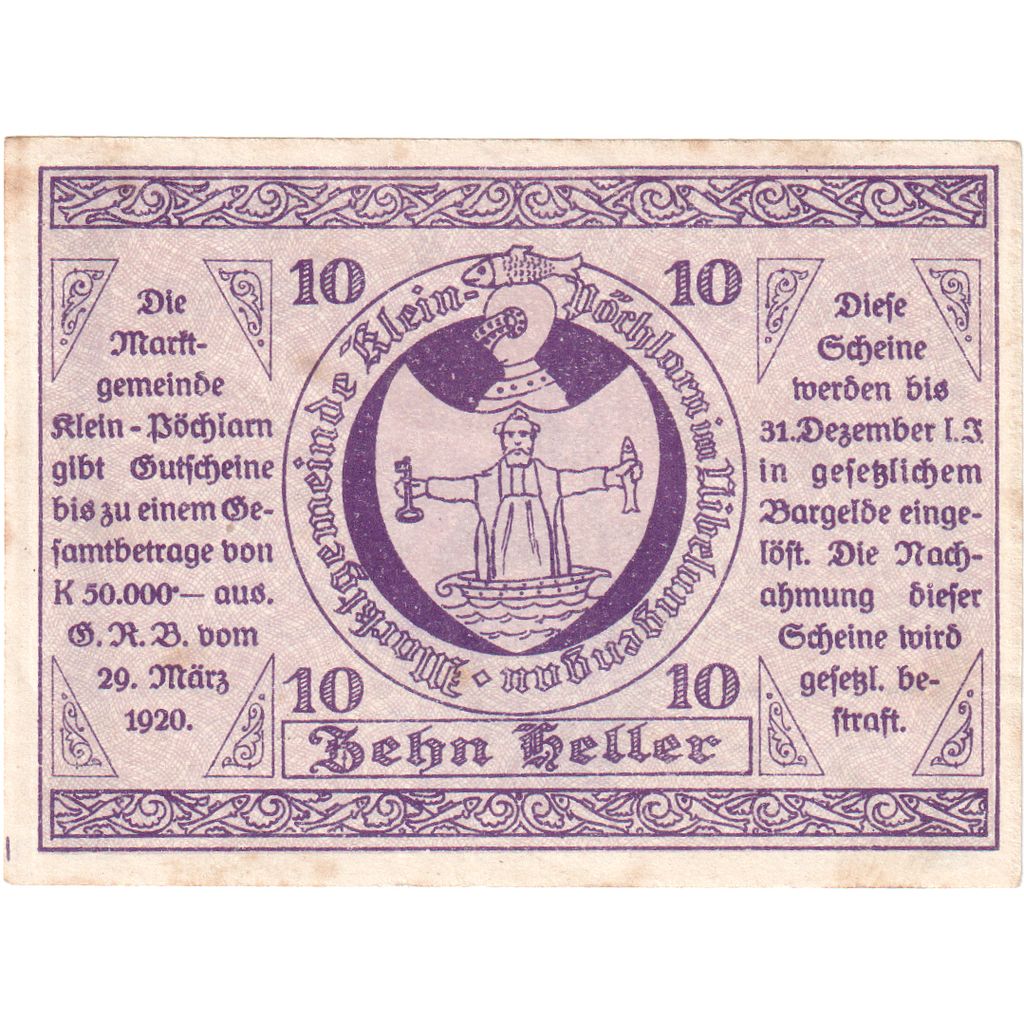 10
10
Marktgemeinde Klein-Pöchlarn im Nibelungengau ·
Die
Markt-
gemeinde
Klein-Pöchlarn
gibt Gutscheine
bis zu einem Ge-
samtbetrage von
K 50.000·— aus.
G. R. B. vom
29. März
1920.
Diese
Scheine
werden bis
31. Dezember l. J.
in gesetzlichem
Bargelde einge-
löst. Die Nach-
ahmung dieser
Scheine wird
gesetzl. be-
straft.
10
10
Zehn Heller